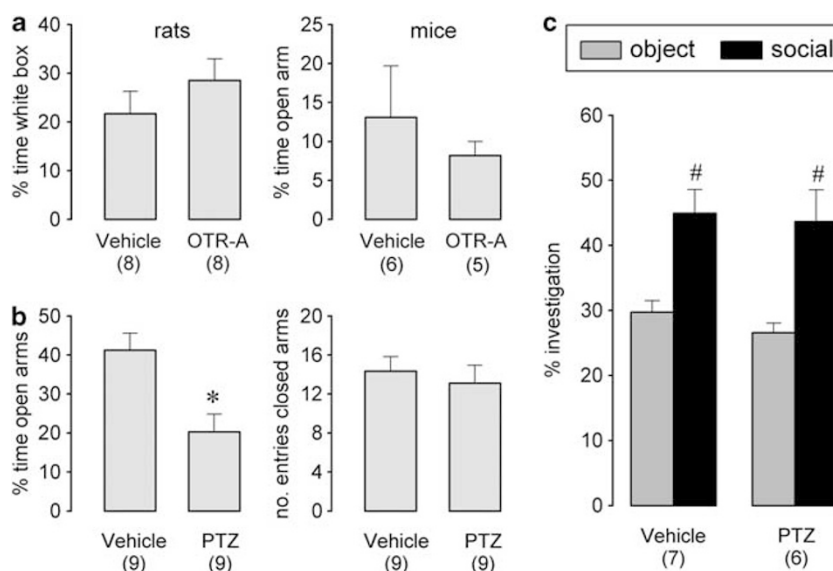 a
rats
% time white box
40
30
20
10
0
Vehicle
(8)
OTR-A
(8)
mice
% time open arm
25
20
15
10
5
0
Vehicle
(6)
OTR-A
(5)
b
% time open arms
50
40
30
20
10
0
*
Vehicle
(9)
PTZ
(9)
no. entries closed arms
20
16
12
8
4
0
Vehicle
(9)
PTZ
(9)
c
object
social
% investigation
60
50
40
30
20
10
0
#
#
Vehicle
(7)
PTZ
(6)